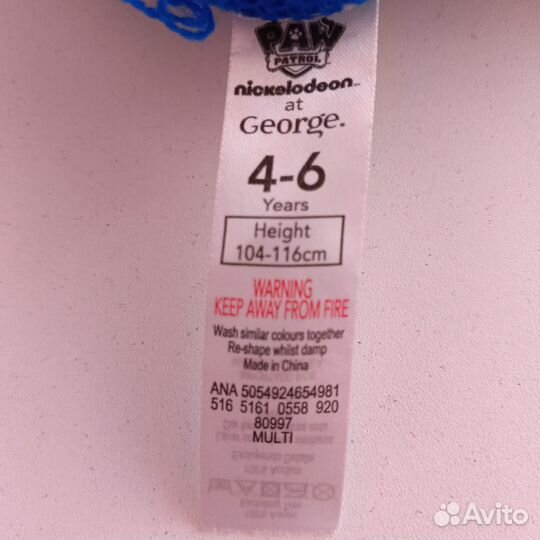 PAW
PATROL
nickelodeon™
at
George.
4-6
Years
Height
104-116cm
WARNING
KEEP AWAY FROM FIRE
Wash similar colours together
Re-shape whilst damp
Made in China
ANA 5054924654981
516 5161 0558 920
80997
MULTI
Avito